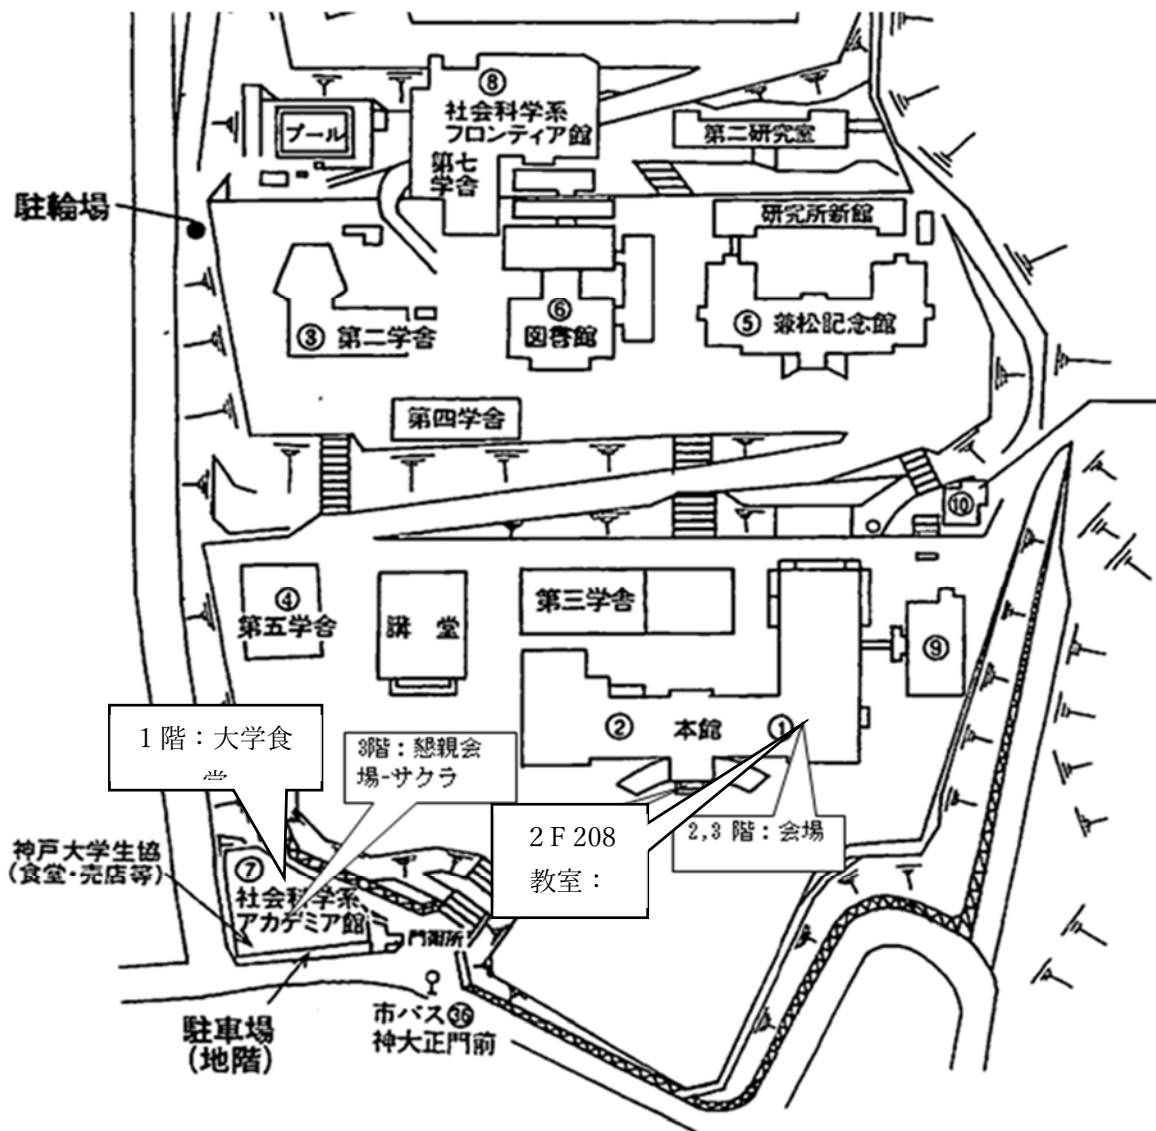 ⑧
社会科学系
フロンティア館
第七
学舎
プール
第二研究室
駐輪場
研究所新館
⑥
図書館
⑤ 兼松記念館
③ 第二学舎
第四学舎
⑩
④
第五学舎
講 堂
第三学舎
⑨
② 本館 ①
1階：大学食
3階：懇親会
場-サクラ
2Ｆ208
教室：
2,3 階：会場
神戸大学生協
(食堂・売店等)
⑦
社会科学系
アカデミア館
門衛所
市バス㊱
神大正門前
駐車場
(地階)